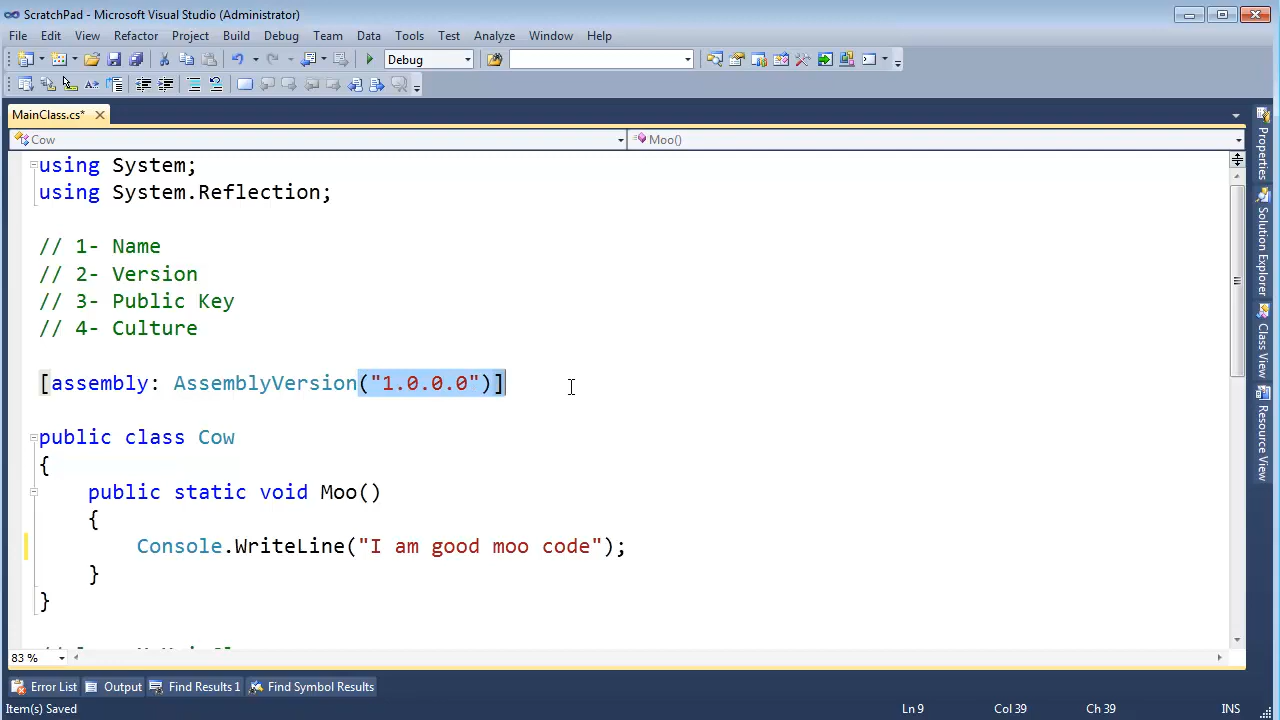 ScratchPad - Microsoft Visual Studio (Administrator)
File Edit View Refactor Project Build Debug Team Data Tools Test Analyze Window Help
Debug
MainClass.cs*
Cow Moo()
using System;
using System.Reflection;
// 1- Name
// 2- Version
// 3- Public Key
// 4- Culture
[assembly: AssemblyVersion("1.0.0.0")]
public class Cow
{
public static void Moo()
{
Console.WriteLine("I am good moo code");
}
}
83 %
Error List Output Find Results 1 Find Symbol Results
Item(s) Saved Ln 9 Col 39 Ch 39 INS
Properties
Solution Explorer
Class View
Resource View